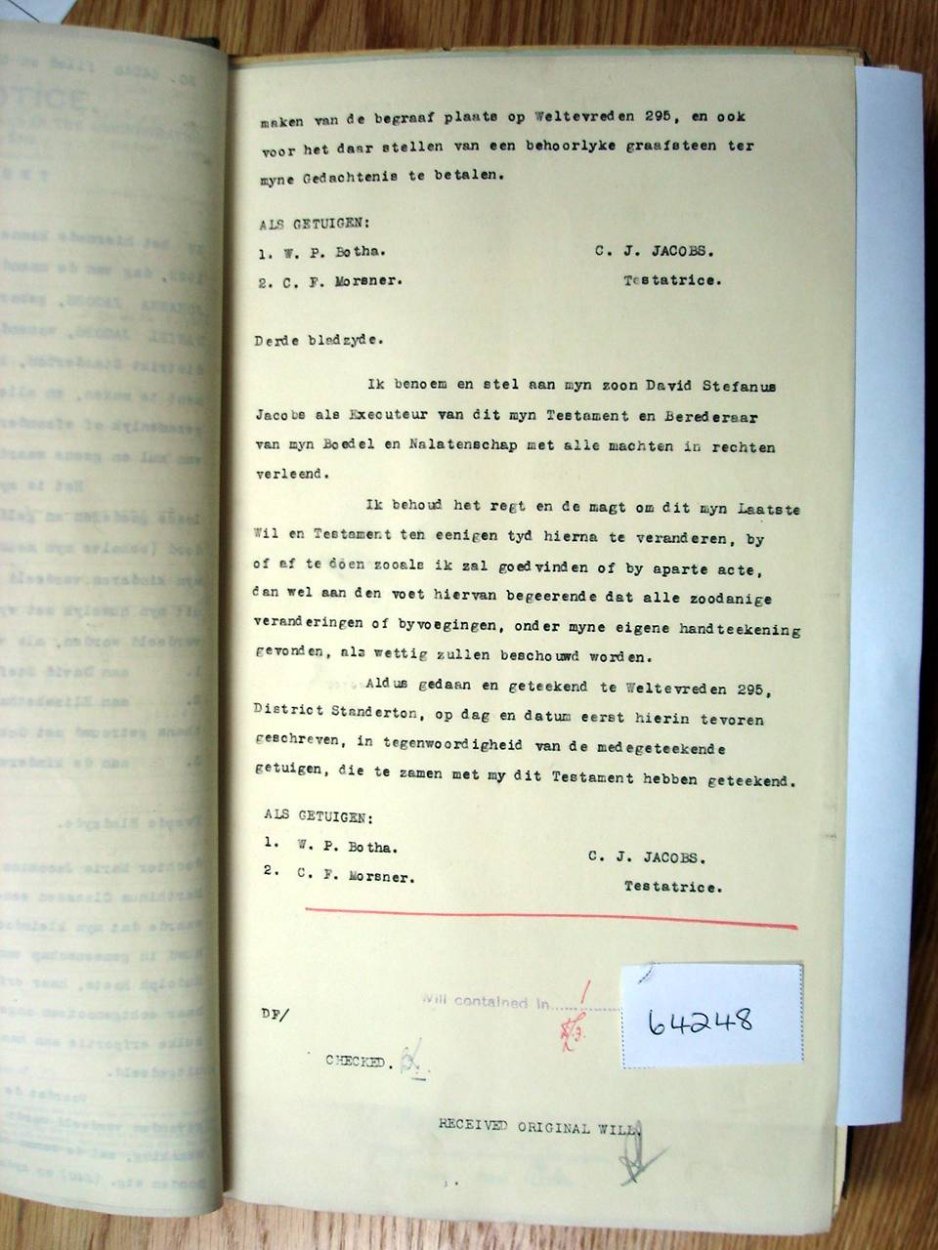 maken van de begraaf plaats op Weltevreden 295, en ook
voor het daar stellen van een behoorlyke graafsteen ter
myne Gedachtenis te betalen.
ALS GETUIGEN:
1. W. P. Botha.
C. J. JACOBS.
2. C. F. Morsner.
Testatrice.
Derde bladzyde.
Ik benoem en stel aan myn zoon David Stefanus
Jacobs als Executeur van dit myn Testament en Berederaar
van myn Boedel en Nalatenschap met alle machten in rechten
verleend.
Ik behoud het regt en de magt om dit myn Laatste
Wil en Testament ten eenigen tyd hierna te veranderen, by
of af te doen zooals ik zal goedvinden of by aparte acte,
dan wel aan den voet hiervan begeerende dat alle zoodanige
veranderingen of byvoegingen, onder myne eigene handteekening
gevonden, als wettig zullen beschouwd worden.
Aldus gedaan en geteekend te Weltevreden 295,
District Standerton, op dag en datum eerst hierin tevoren
geschreven, in tegenwoordigheid van de medegeteekende
getuigen, die te zamen met my dit Testament hebben geteekend.
ALS GETUIGEN:
1. W. P. Botha.
C. J. JACOBS.
2. C. F. Morsner.
Testatrice.
Will contained in......1
DF/
64248
CHECKED.
RECEIVED ORIGINAL WILL.